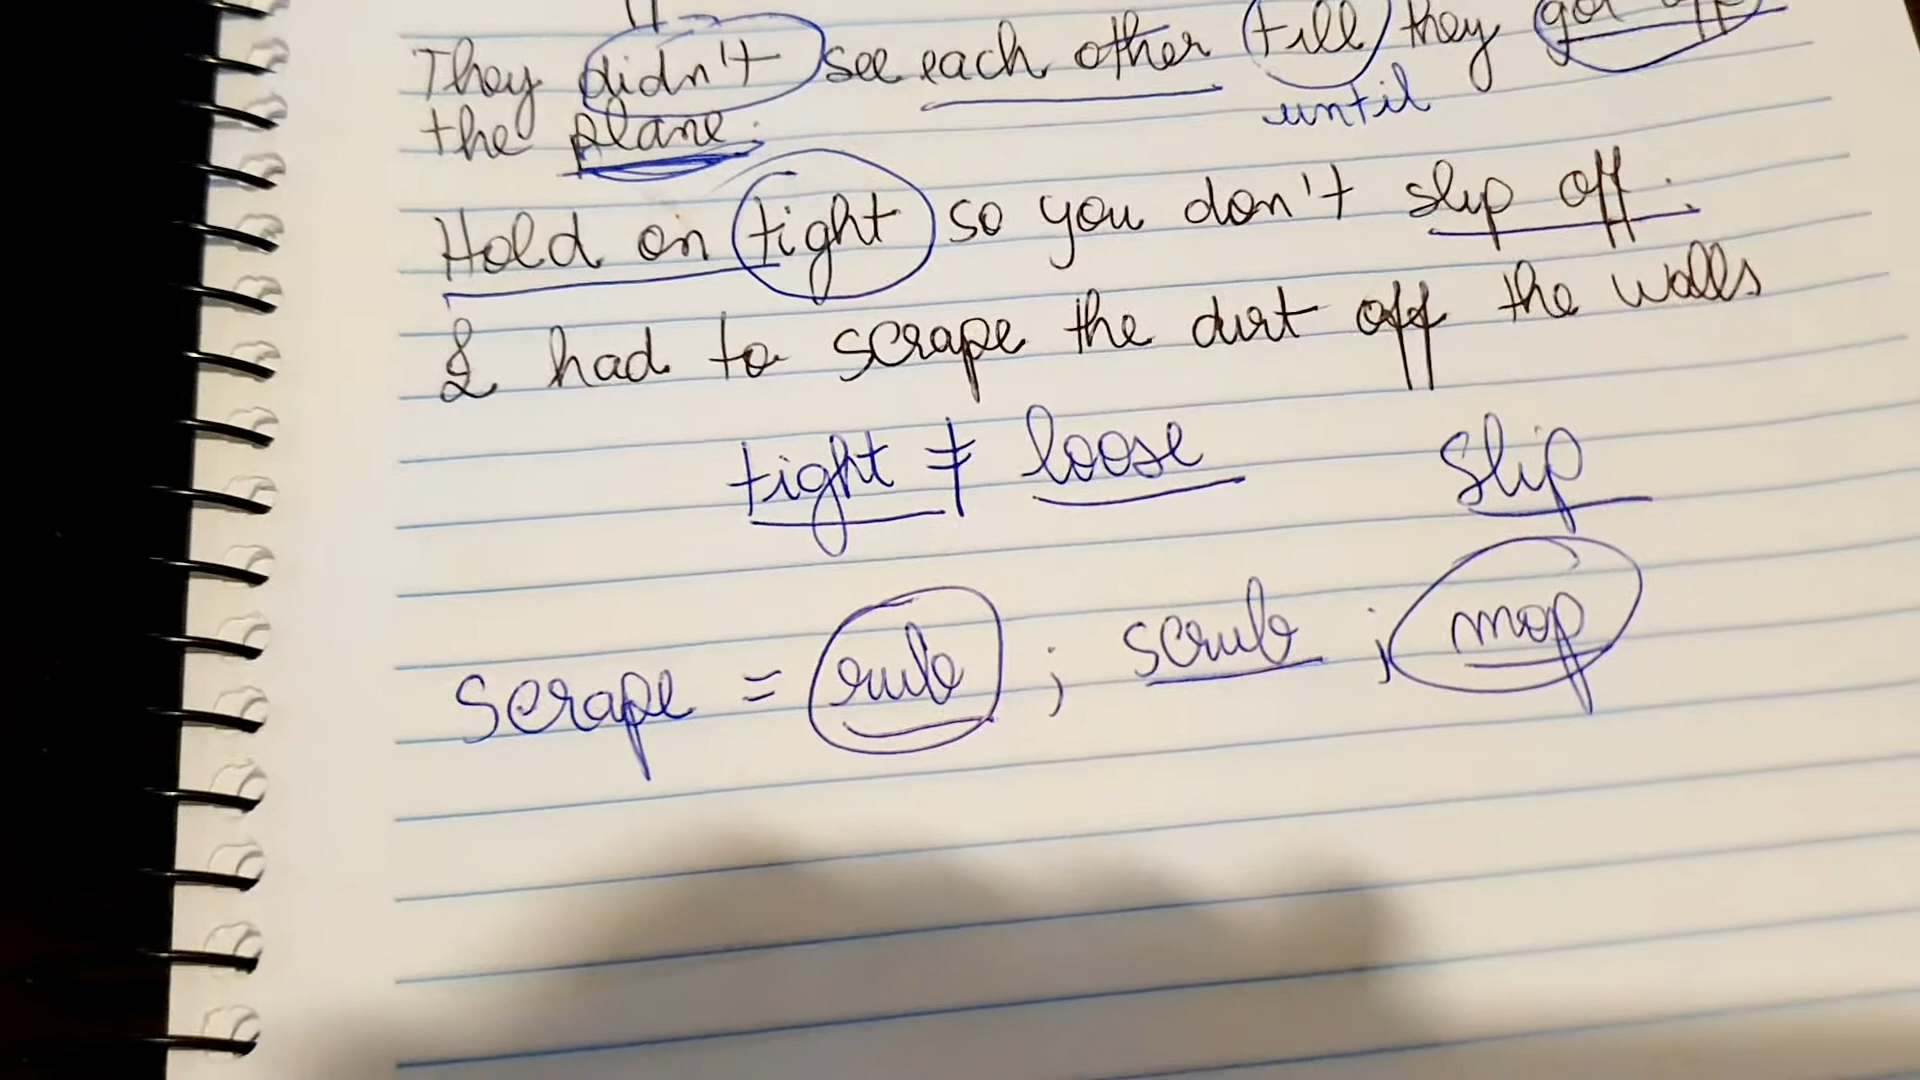 They didn't see each other till they got off
until
the plane.
Hold on tight so you don't slip off.
I had to scrape the dirt off the walls
tight ≠ loose slip
scrape = rub ; scrub ; mop